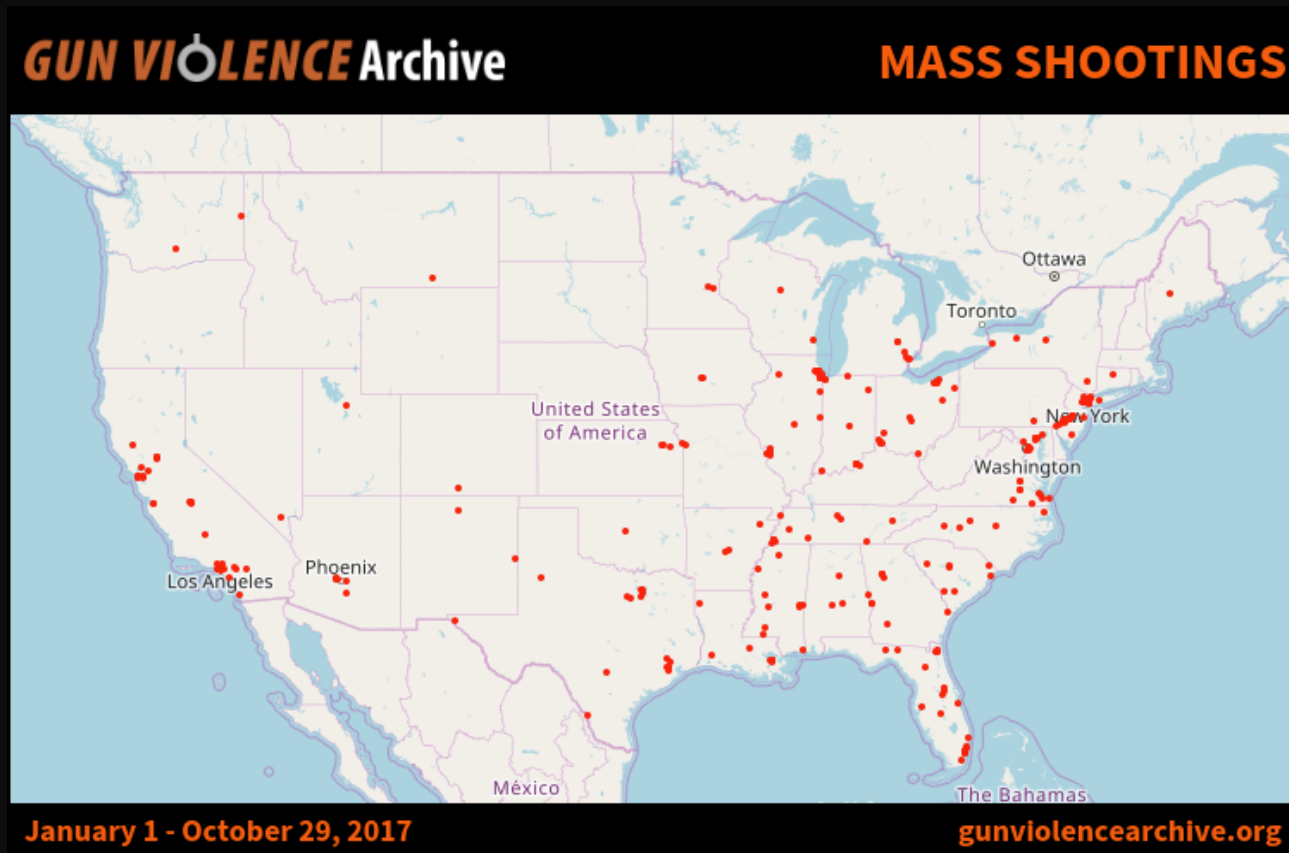 GUN VIOLENCE Archive
MASS SHOOTINGS
Ottawa
Toronto
United States
of America
New York
Washington
Phoenix
Los Angeles
México
The Bahamas
January 1 - October 29, 2017
gunviolencearchive.org